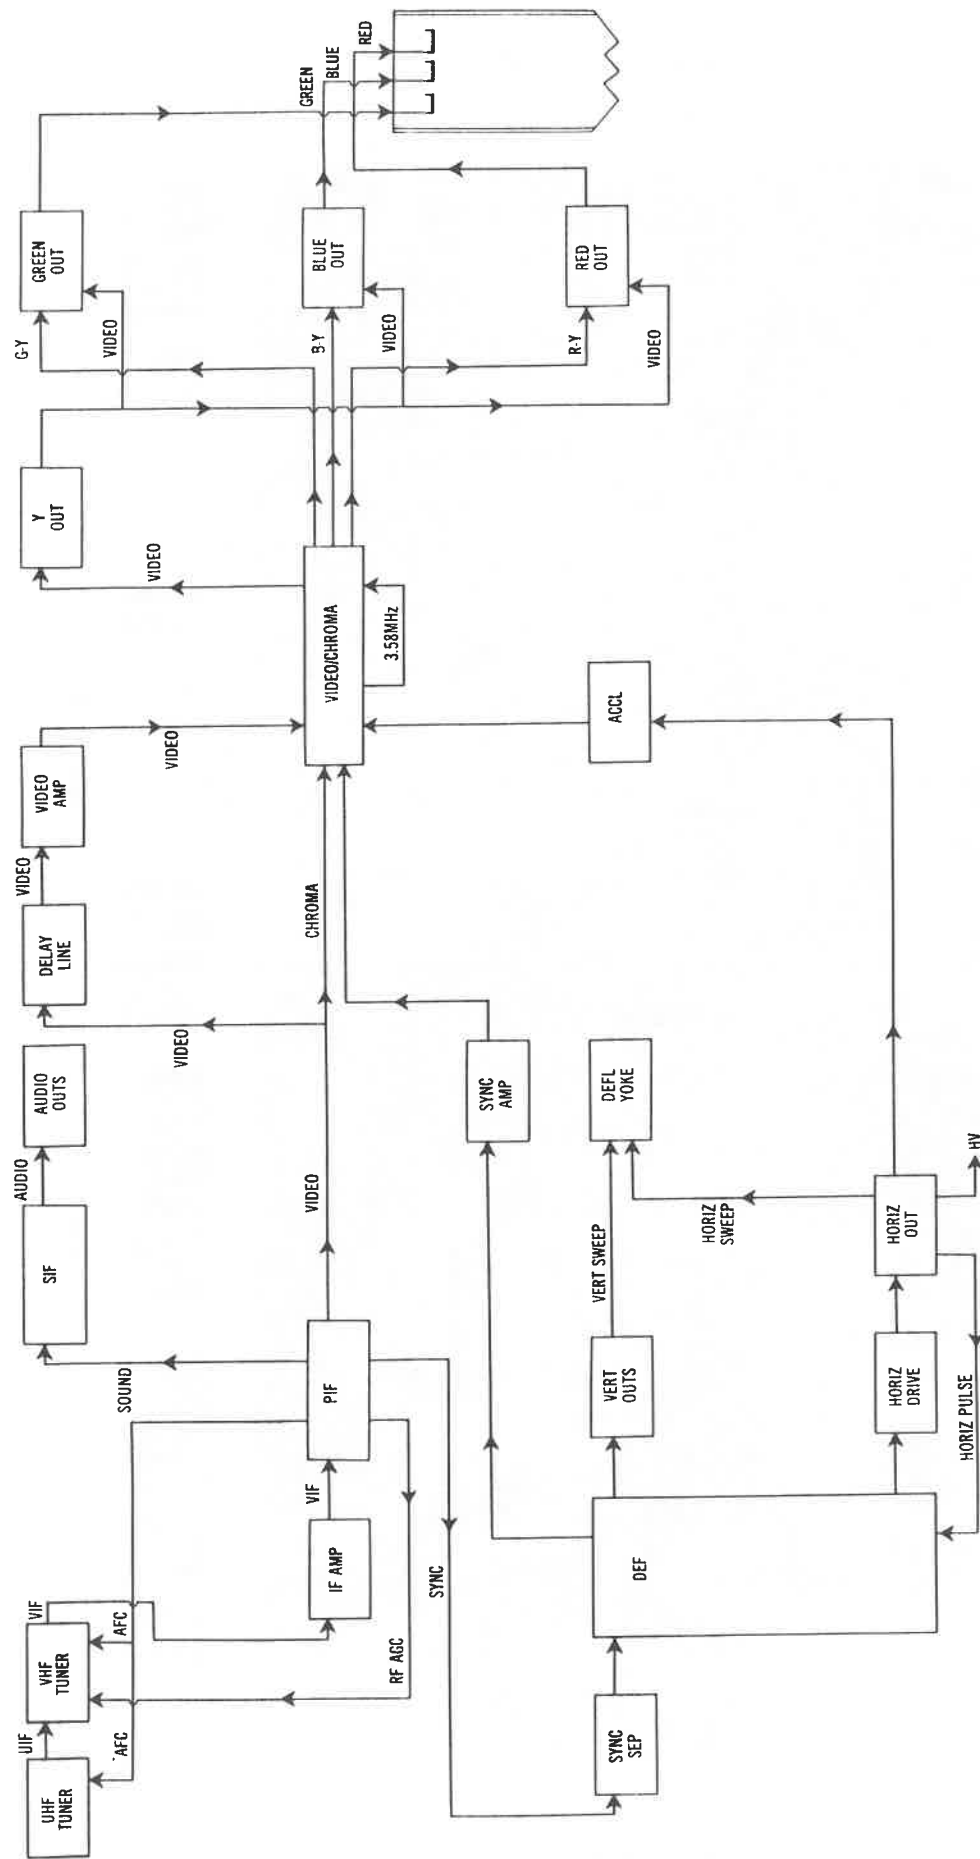 UHF
TUNER
UIF
VHF
TUNER
VIF
AFC
AFC
RF AGC
IF AMP
VIF
PIF
SOUND
SIF
AUDIO
AUDIO
OUTS
VIDEO
VIDEO
DELAY
LINE
VIDEO
VIDEO
AMP
VIDEO
CHROMA
VIDEO/CHROMA
3.58MHz
VIDEO
Y
OUT
G-Y
VIDEO
GREEN
OUT
B-Y
VIDEO
BLUE
OUT
R-Y
VIDEO
RED
OUT
GREEN
BLUE
RED
SYNC
SYNC
SEP
DEF
SYNC
AMP
VERT
OUTS
VERT SWEEP
DEFL
YOKE
HORIZ
DRIVE
HORIZ
OUT
HORIZ
SWEEP
HORIZ PULSE
HV
ACCL